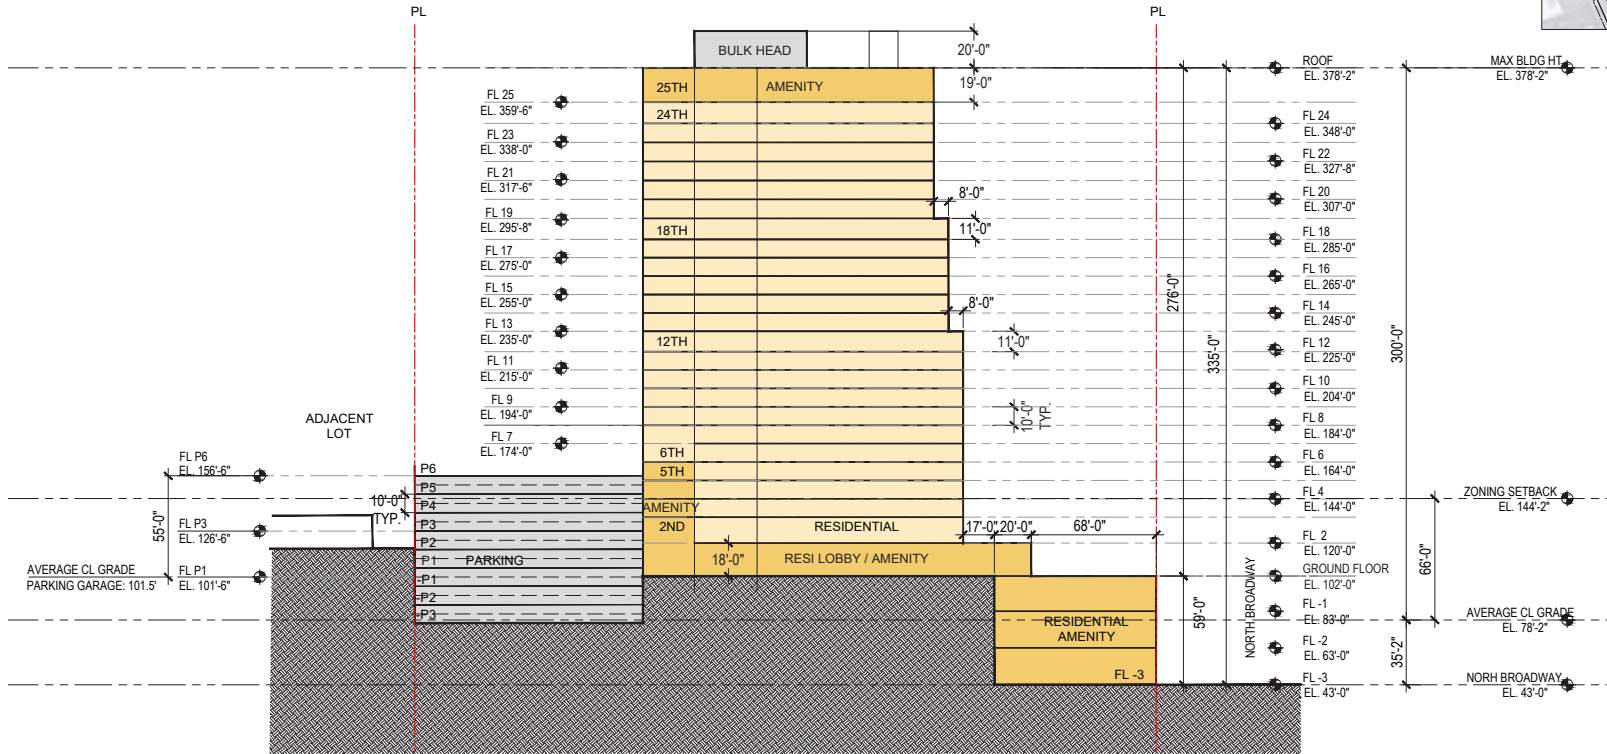 PL
PL
BULK HEAD
20'-0"
ROOF
EL. 378'-2"
MAX BLDG HT.
EL. 378'-2"
25TH
AMENITY
19'-0"
FL 25
EL. 359'-6"
24TH
FL 24
EL. 348'-0"
FL 23
EL. 338'-0"
FL 22
EL. 327'-8"
FL 21
EL. 317'-6"
FL 20
EL. 307'-0"
8'-0"
FL 19
EL. 295'-8"
18TH
11'-0"
FL 18
EL. 285'-0"
FL 17
EL. 275'-0"
FL 16
EL. 265'-0"
276'-0"
FL 15
EL. 255'-0"
8'-0"
FL 14
EL. 245'-0"
FL 13
EL. 235'-0"
12TH
11'-0"
FL 12
EL. 225'-0"
335'-0"
300'-0"
FL 11
EL. 215'-0"
FL 10
EL. 204'-0"
FL 9
EL. 194'-0"
10'-0"
TYP.
FL 8
EL. 184'-0"
ADJACENT
LOT
FL 7
EL. 174'-0"
6TH
FL 6
EL. 164'-0"
FL P6
EL. 156'-6"
P6
5TH
P5
10'-0"
TYP.
P4
AMENITY
FL 4
EL. 144'-0"
ZONING SETBACK
EL. 144'-2"
55'-0"
FL P3
EL. 126'-6"
P3
2ND
RESIDENTIAL
17'-0"
20'-0"
68'-0"
P2
FL 2
EL. 120'-0"
P1
PARKING
18'-0"
RESI LOBBY / AMENITY
GROUND FLOOR
EL. 102'-0"
66'-0"
AVERAGE CL GRADE
PARKING GARAGE: 101.5'
FL P1
EL. 101'-6"
-P1
-P2
-P3
59'-0"
NORTH BROADWAY
FL -1
EL. 83'-0"
RESIDENTIAL
AMENITY
AVERAGE CL GRADE
EL. 78'-2"
FL -2
EL. 63'-0"
35'-2"
FL -3
FL -3
EL. 43'-0"
NORH BROADWAY
EL. 43'-0"